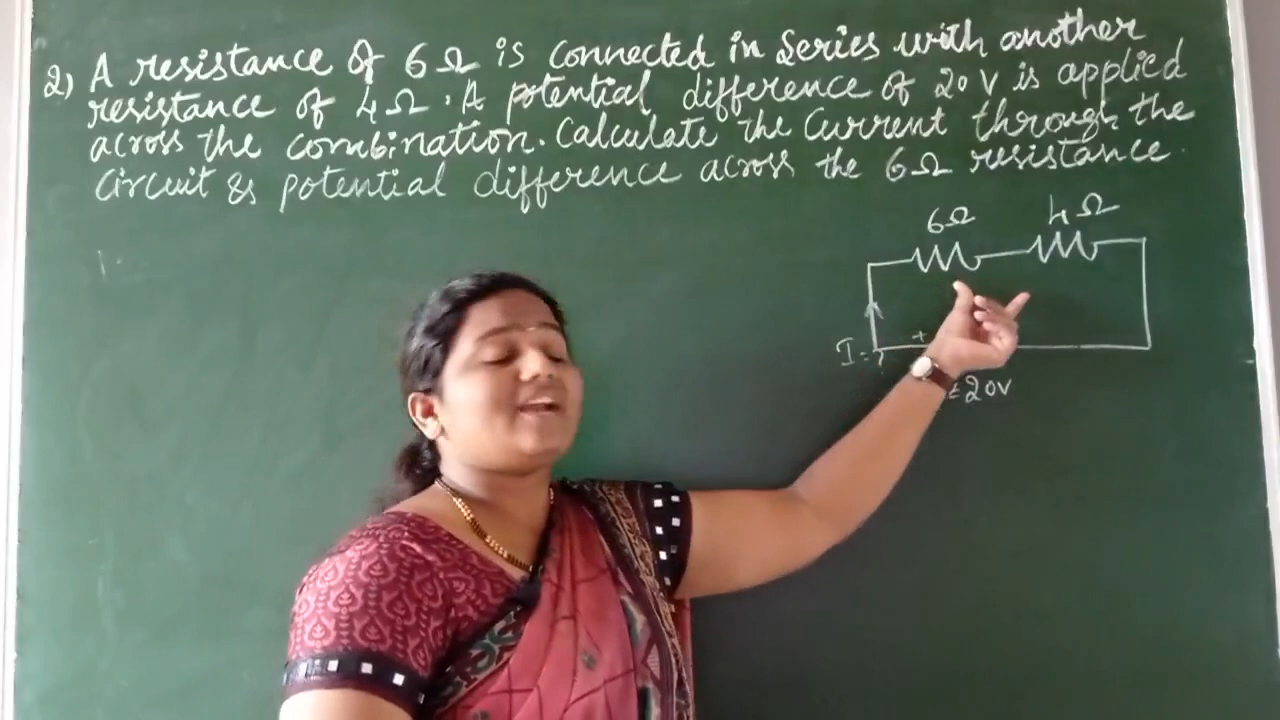 2) A resistance of 6Ω is connected in Series with another
resistance of 4Ω. A potential difference of 20 V is applied
across the combination. Calculate the Current through the
Circuit & potential difference across the 6Ω resistance.
6Ω 4Ω
I=?
+
=20V